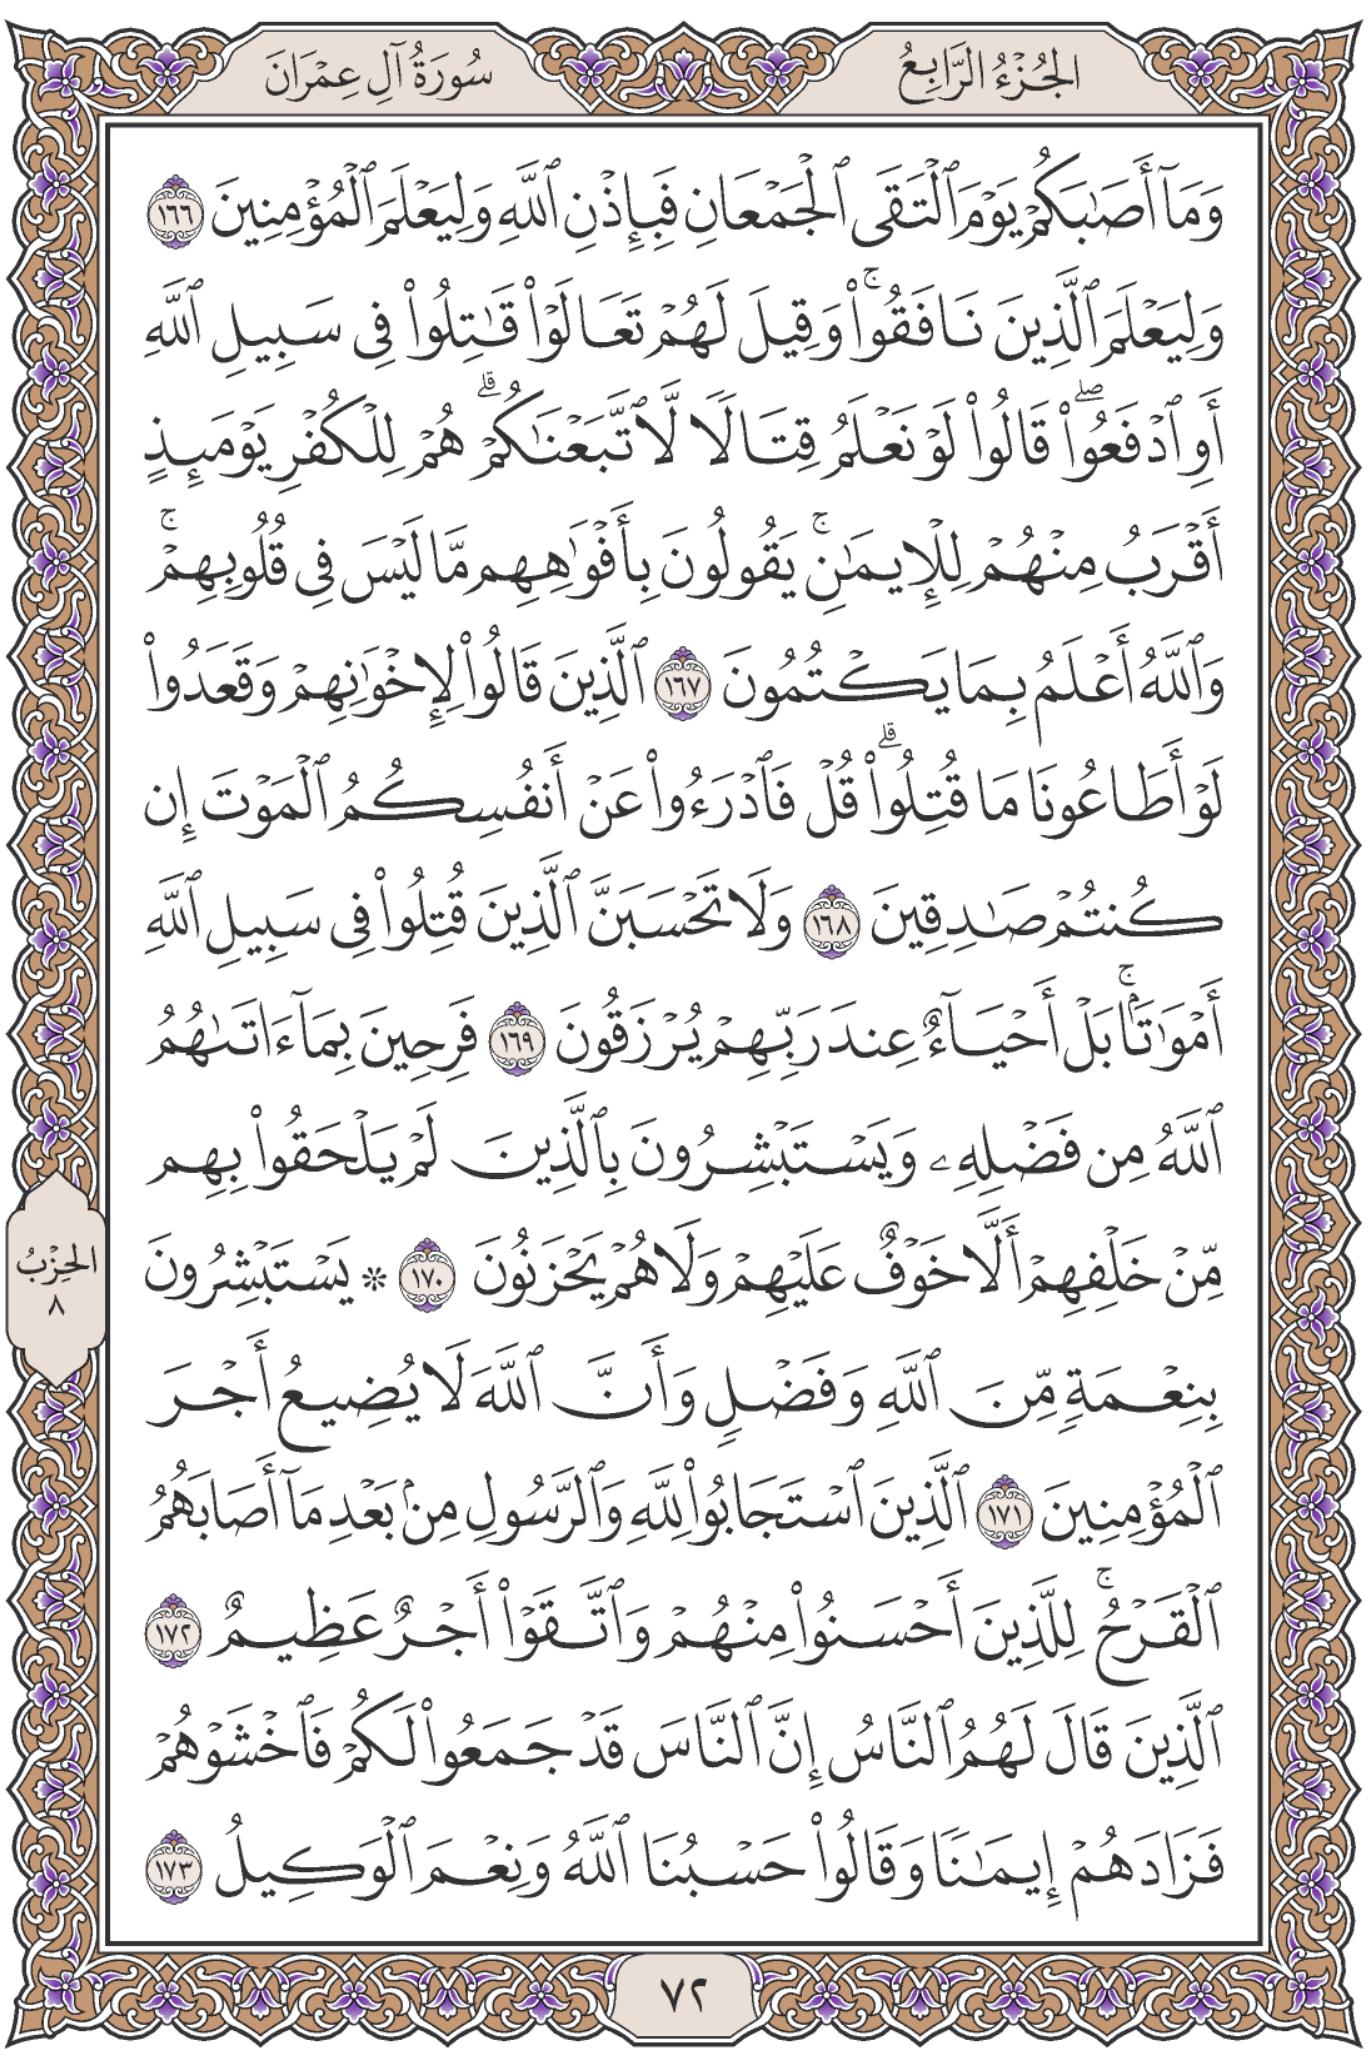 الجُزْءُ الرَّابِعُ
سُورَةُ آلِ عِمْرَانَ
وَمَآ أَصَٰبَكُمْ يَوْمَ ٱلْتَقَى ٱلْجَمْعَانِ فَبِإِذْنِ ٱللَّهِ وَلِيَعْلَمَ ٱلْمُؤْمِنِينَ ١٦٦
وَلِيَعْلَمَ ٱلَّذِينَ نَافَقُوا۟ ۚ وَقِيلَ لَهُمْ تَعَالَوْا۟ قَٰتِلُوا۟ فِى سَبِيلِ ٱللَّهِ
أَوِ ٱدْفَعُوا۟ ۖ قَالُوا۟ لَوْ نَعْلَمُ قِتَالًا لَّٱتَّبَعْنَٰكُمْ ۗ هُمْ لِلْكُفْرِ يَوْمَئِذٍ
أَقْرَبُ مِنْهُمْ لِلْإِيمَٰنِ ۚ يَقُولُونَ بِأَفْوَٰهِهِم مَّا لَيْسَ فِى قُلُوبِهِمْ ۚ
وَٱللَّهُ أَعْلَمُ بِمَا يَكْتُمُونَ ١٦٧ ٱلَّذِينَ قَالُوا۟ لِإِخْوَٰنِهِمْ وَقَعَدُوا۟
لَوْ أَطَاعُونَا مَا قُتِلُوا۟ ۗ قُلْ فَٱدْرَءُوا۟ عَنْ أَنفُسِكُمُ ٱلْمَوْتَ إِن
كُنتُمْ صَٰدِقِينَ ١٦٨ وَلَا تَحْسَبَنَّ ٱلَّذِينَ قُتِلُوا۟ فِى سَبِيلِ ٱللَّهِ
أَمْوَٰتًۢا ۚ بَلْ أَحْيَآءٌ عِندَ رَبِّهِمْ يُرْزَقُونَ ١٦٩ فَرِحِينَ بِمَآ ءَاتَىٰهُمُ
ٱللَّهُ مِن فَضْلِهِۦ وَيَسْتَبْشِرُونَ بِٱلَّذِينَ لَمْ يَلْحَقُوا۟ بِهِم
مِّنْ خَلْفِهِمْ أَلَّا خَوْفٌ عَلَيْهِمْ وَلَا هُمْ يَحْزَنُونَ ١٧٠ ۞ يَسْتَبْشِرُونَ
بِنِعْمَةٍ مِّنَ ٱللَّهِ وَفَضْلٍ وَأَنَّ ٱللَّهَ لَا يُضِيعُ أَجْرَ
ٱلْمُؤْمِنِينَ ١٧١ ٱلَّذِينَ ٱسْتَجَابُوا۟ لِلَّهِ وَٱلرَّسُولِ مِنۢ بَعْدِ مَآ أَصَابَهُمُ
ٱلْقَرْحُ ۚ لِلَّذِينَ أَحْسَنُوا۟ مِنْهُمْ وَٱتَّقَوْا۟ أَجْرٌ عَظِيمٌ ١٧٢
ٱلَّذِينَ قَالَ لَهُمُ ٱلنَّاسُ إِنَّ ٱلنَّاسَ قَدْ جَمَعُوا۟ لَكُمْ فَٱخْشَوْهُمْ
فَزَادَهُمْ إِيمَٰنًا وَقَالُوا۟ حَسْبُنَا ٱللَّهُ وَنِعْمَ ٱلْوَكِيلُ ١٧٣
الحِزْبُ
٨
٧٢